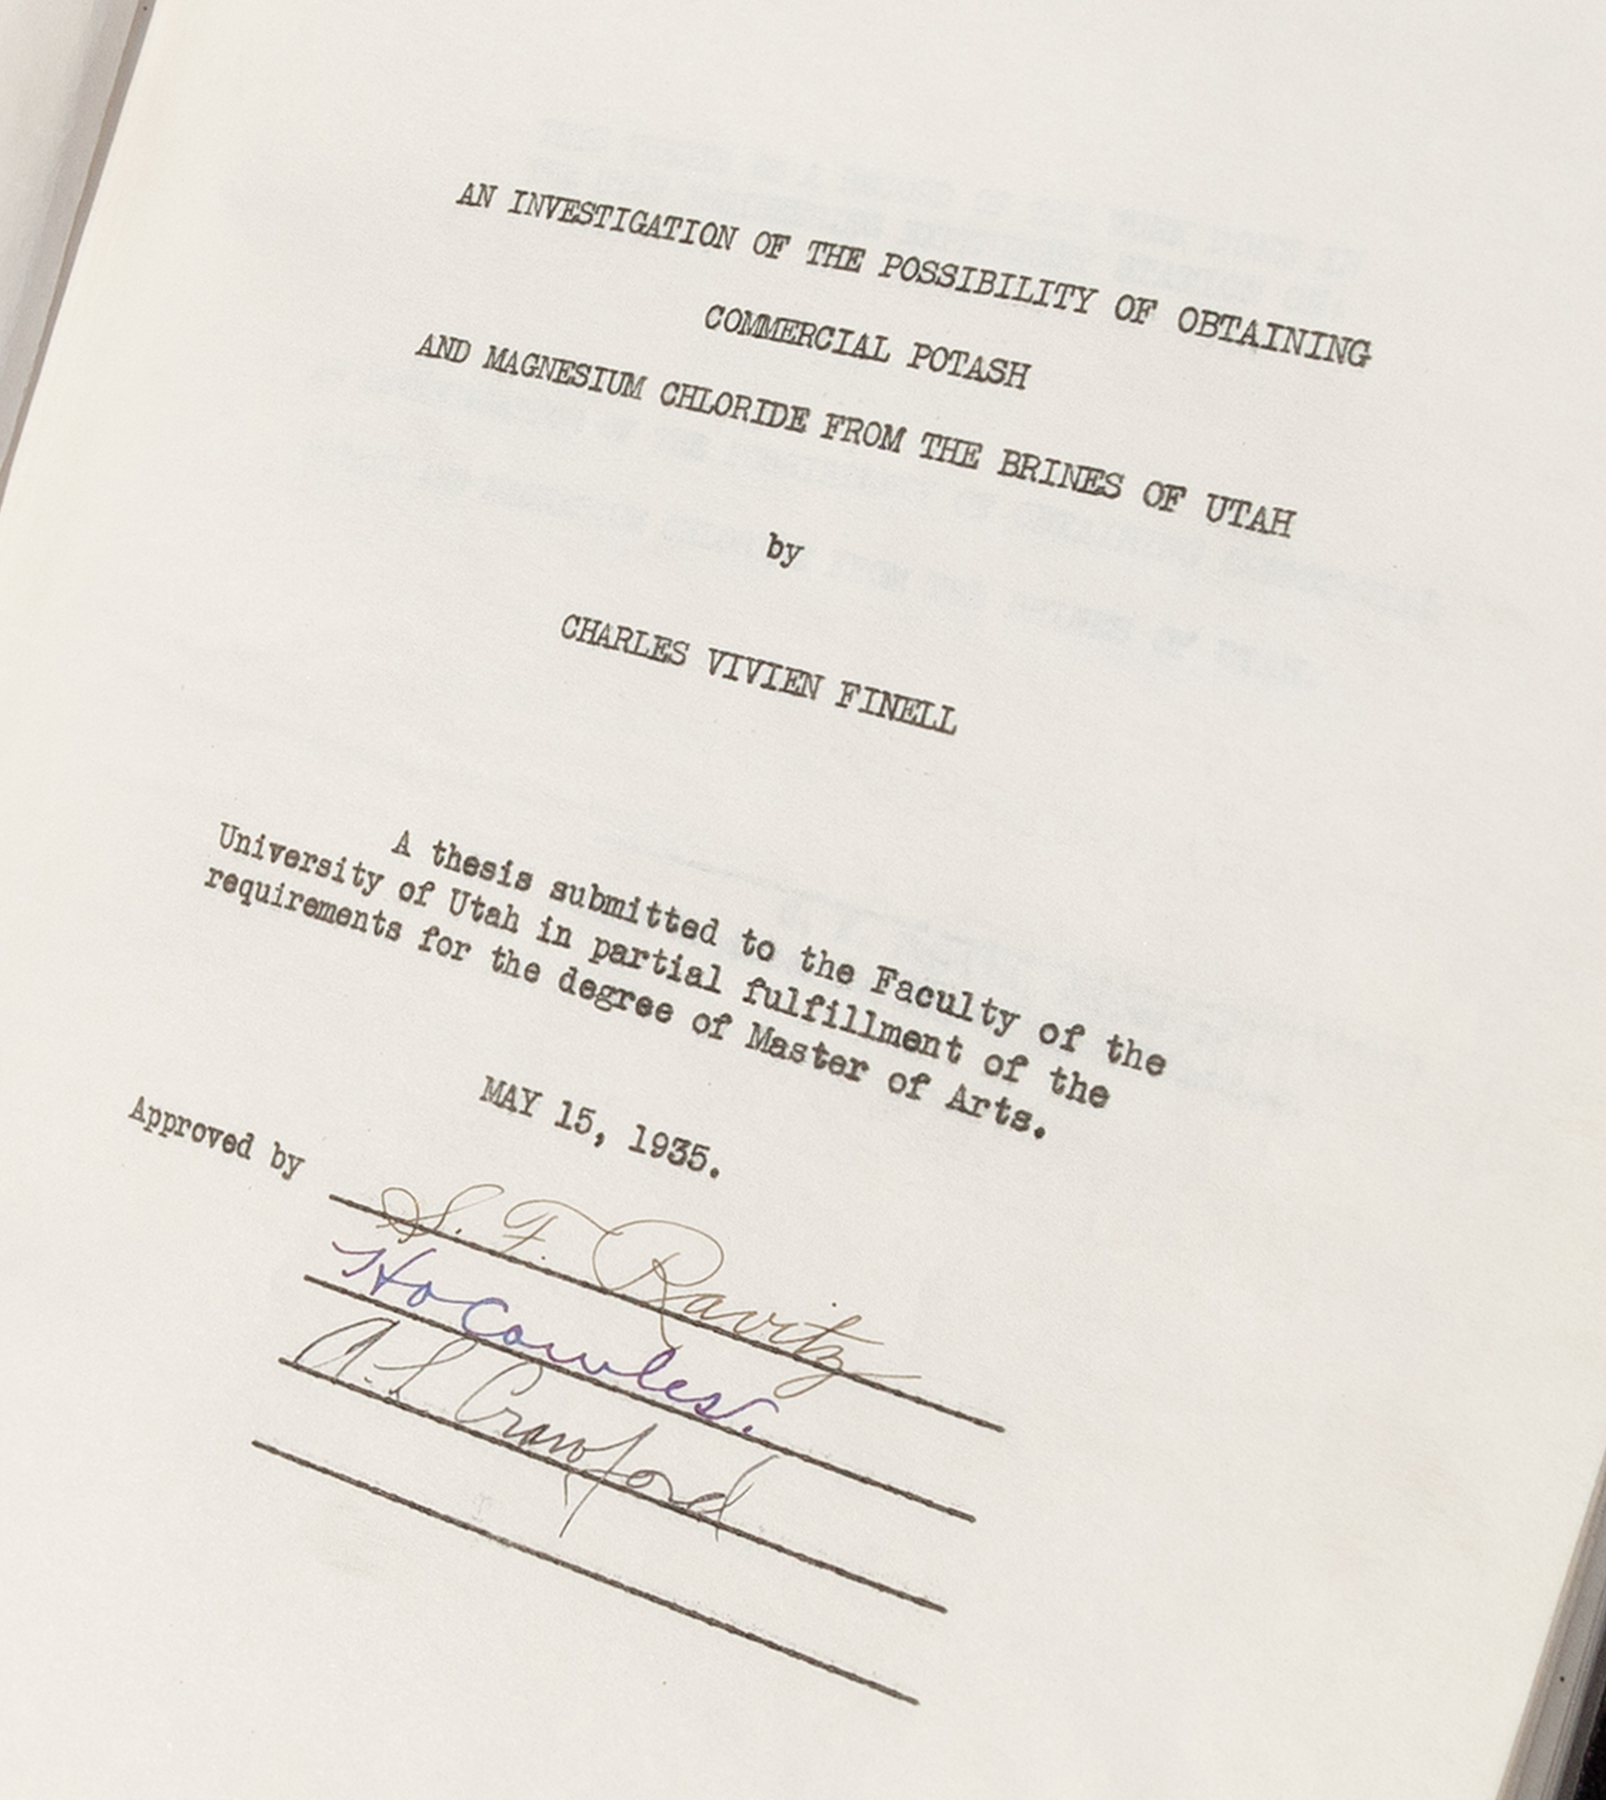 AN INVESTIGATION OF THE POSSIBILITY OF OBTAINING
COMMERCIAL POTASH
AND MAGNESIUM CHLORIDE FROM THE BRINES OF UTAH
by
CHARLES VIVIEN FINELL
A thesis submitted to the Faculty of the
University of Utah in partial fulfillment of the
requirements for the degree of Master of Arts.
MAY 15, 1935.
Approved by S. F. Ravitz
Ho Cowles.
A. L. Crawford